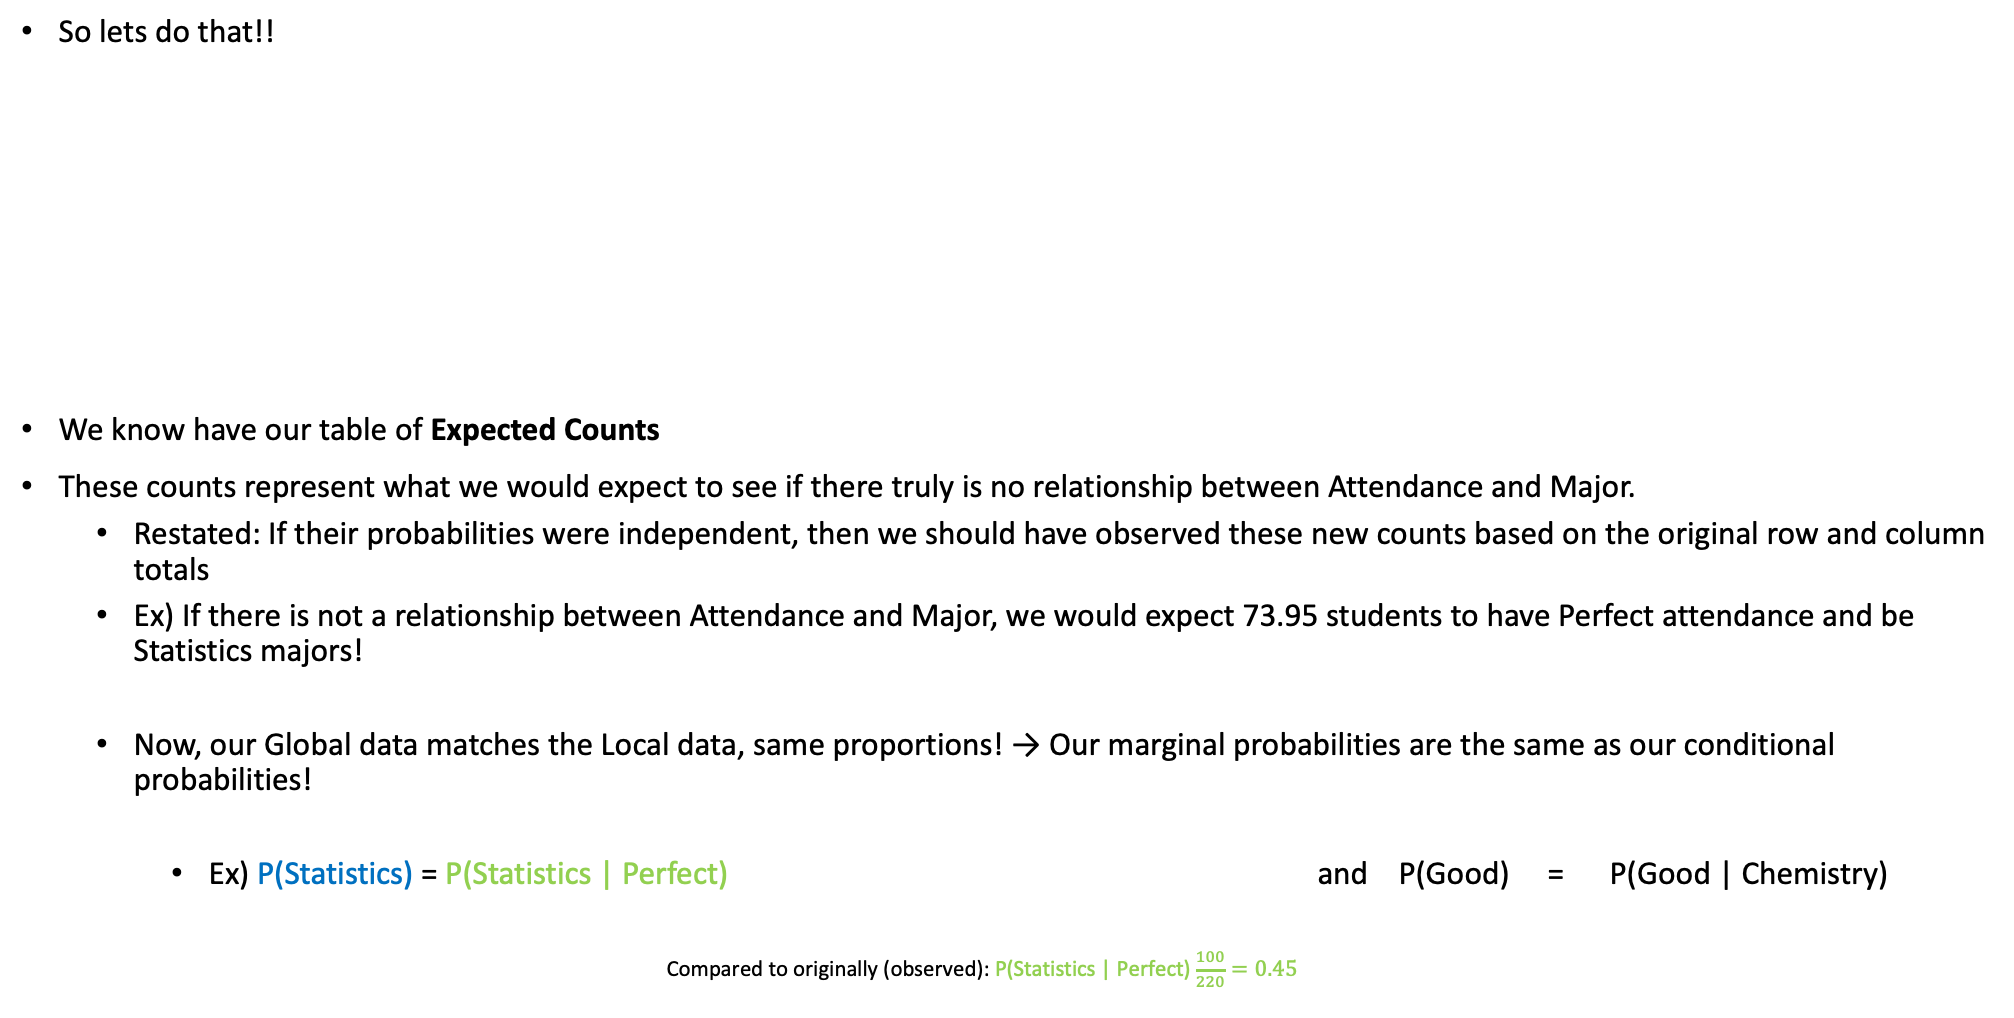 • So lets do that!!
• We know have our table of Expected Counts
• These counts represent what we would expect to see if there truly is no relationship between Attendance and Major.
• Restated: If their probabilities were independent, then we should have observed these new counts based on the original row and column
totals
• Ex) If there is not a relationship between Attendance and Major, we would expect 73.95 students to have Perfect attendance and be
Statistics majors!
• Now, our Global data matches the Local data, same proportions! → Our marginal probabilities are the same as our conditional
probabilities!
• Ex) P(Statistics) = P(Statistics | Perfect) and P(Good) = P(Good | Chemistry)
Compared to originally (observed): P(Statistics | Perfect) 100/220 = 0.45